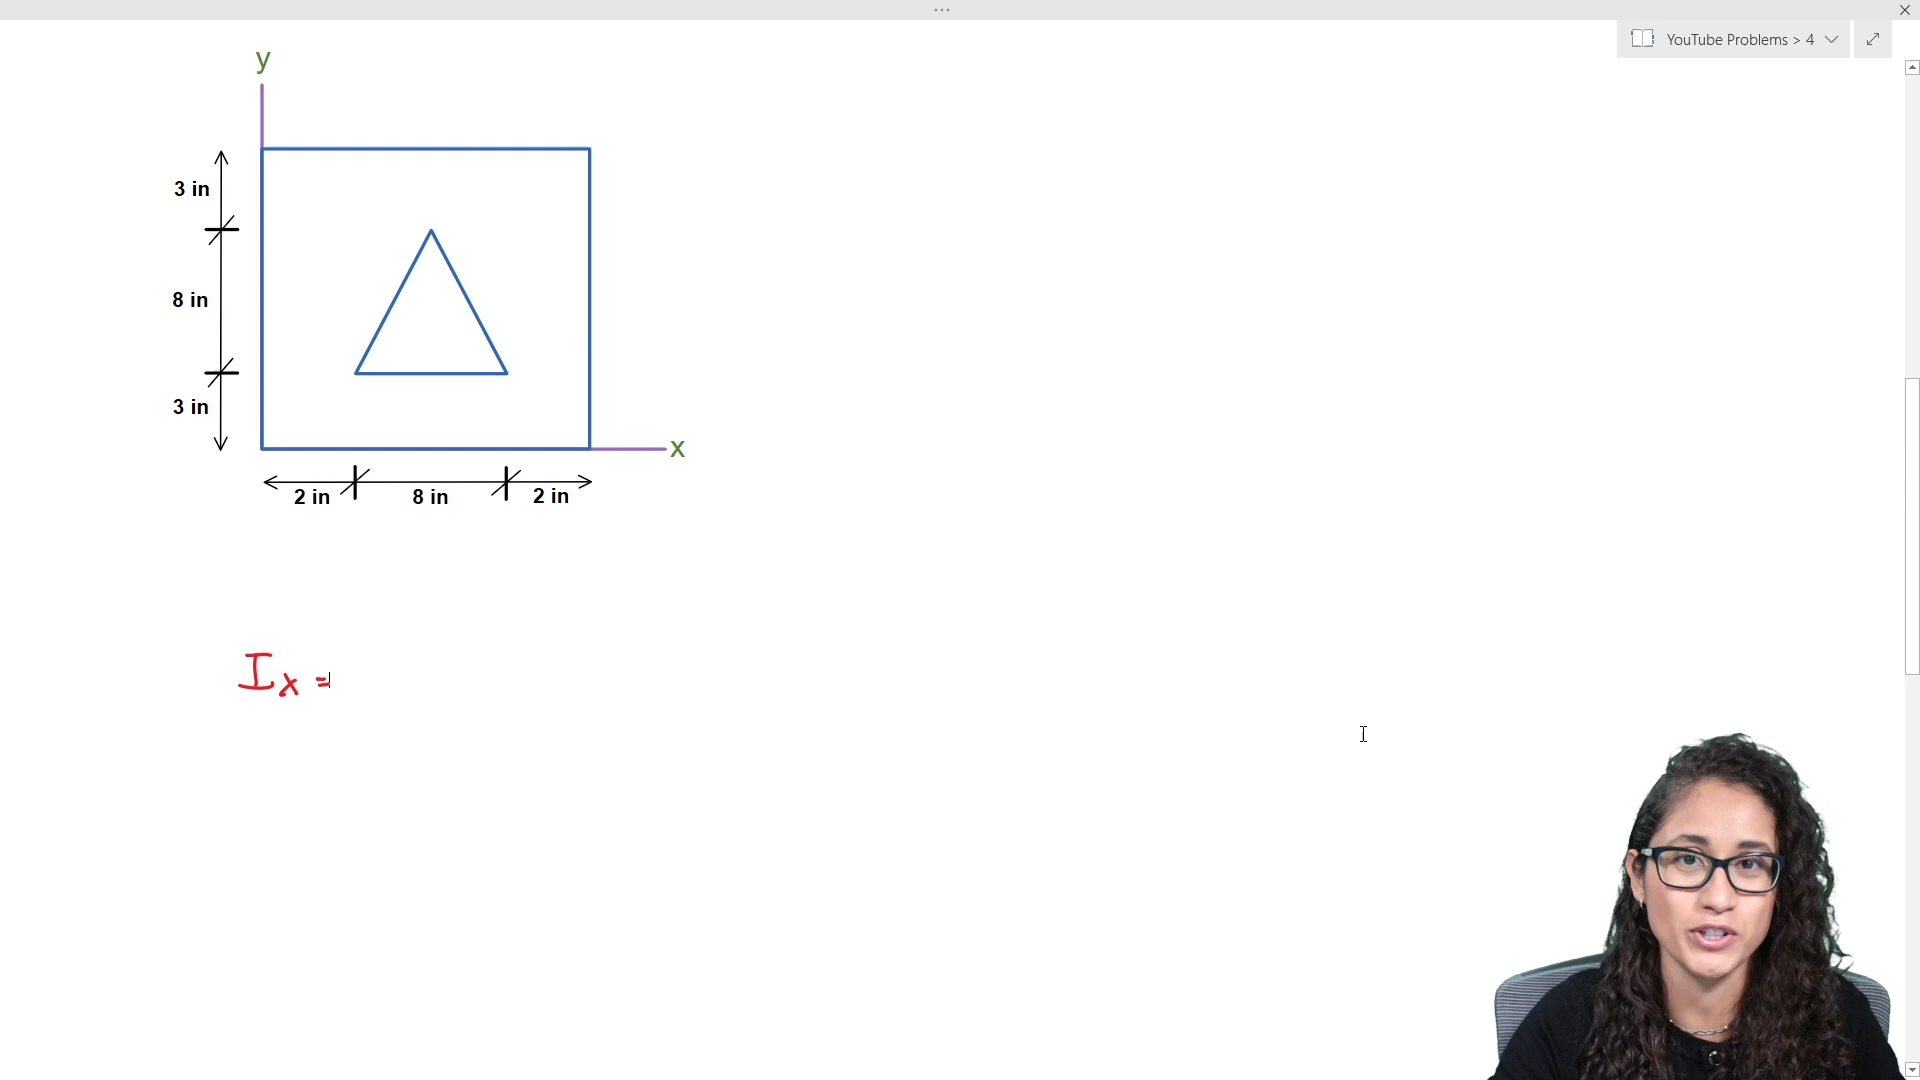 ...
YouTube Problems > 4
y
3 in
8 in
3 in
x
2 in 8 in 2 in
Ix =